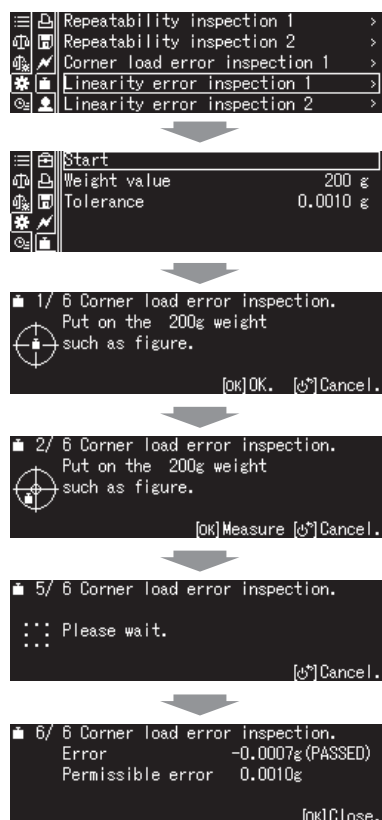 Repeatability inspection 1 >
Repeatability inspection 2 >
Corner load error inspection 1 >
Linearity error inspection 1 >
Linearity error inspection 2 >
Start
Weight value 200 g
Tolerance 0.0010 g
1/ 6 Corner load error inspection.
Put on the 200g weight
such as figure.
[OK]OK. [⏻]Cancel.
2/ 6 Corner load error inspection.
Put on the 200g weight
such as figure.
[OK]Measure [⏻]Cancel.
5/ 6 Corner load error inspection.
Please wait.
[⏻]Cancel.
6/ 6 Corner load error inspection.
Error -0.0007g(PASSED)
Permissible error 0.0010g
[OK]Close.